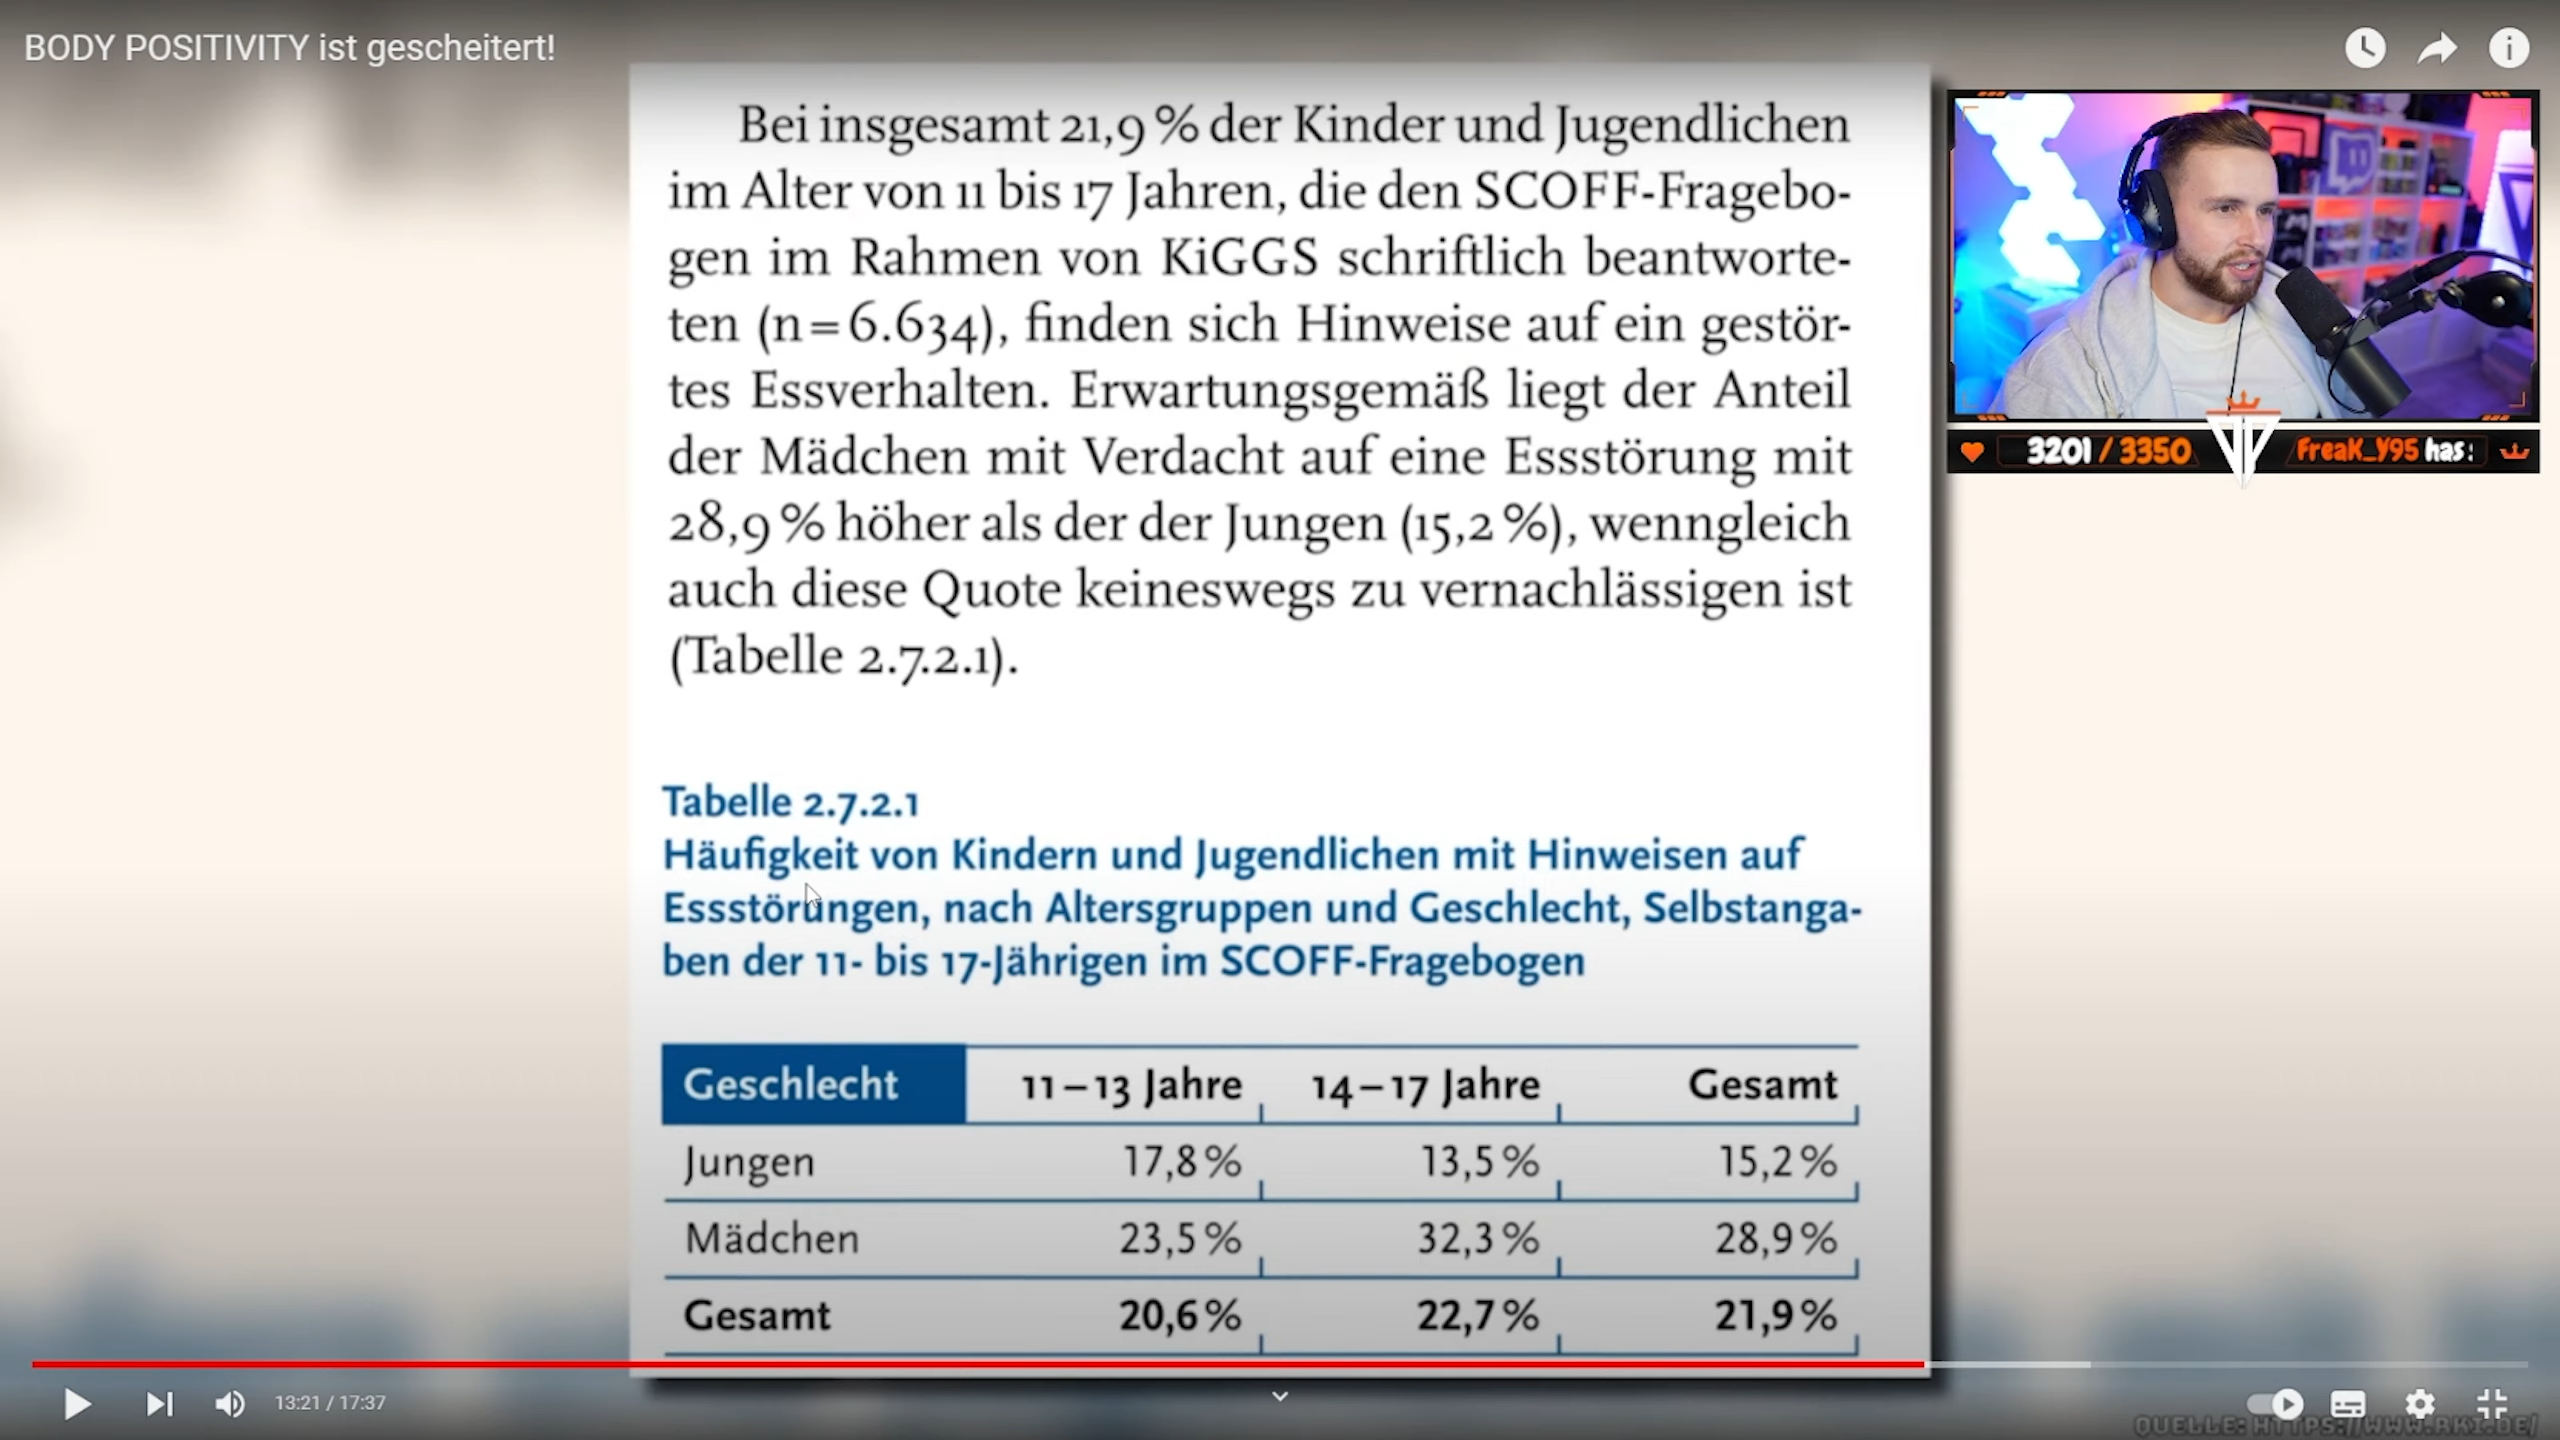 BODY POSITIVITY ist gescheitert!
Bei insgesamt 21,9 % der Kinder und Jugendlichen
im Alter von 11 bis 17 Jahren, die den SCOFF-Fragebo-
gen im Rahmen von KiGGS schriftlich beantworte-
ten (n = 6.634), finden sich Hinweise auf ein gestör-
tes Essverhalten. Erwartungsgemäß liegt der Anteil
der Mädchen mit Verdacht auf eine Essstörung mit
28,9 % höher als der der Jungen (15,2 %), wenngleich
auch diese Quote keineswegs zu vernachlässigen ist
(Tabelle 2.7.2.1).
3201 / 3350
FreaK_Y95 has
Tabelle 2.7.2.1
Häufigkeit von Kindern und Jugendlichen mit Hinweisen auf
Essstörungen, nach Altersgruppen und Geschlecht, Selbstanga-
ben der 11- bis 17-Jährigen im SCOFF-Fragebogen
Geschlecht 11 – 13 Jahre 14 – 17 Jahre Gesamt
Jungen 17,8 % 13,5 % 15,2 %
Mädchen 23,5 % 32,3 % 28,9 %
Gesamt 20,6 % 22,7 % 21,9 %
13:21 / 17:37
QUELLE: HTTPS://WWW.RKI.DE/